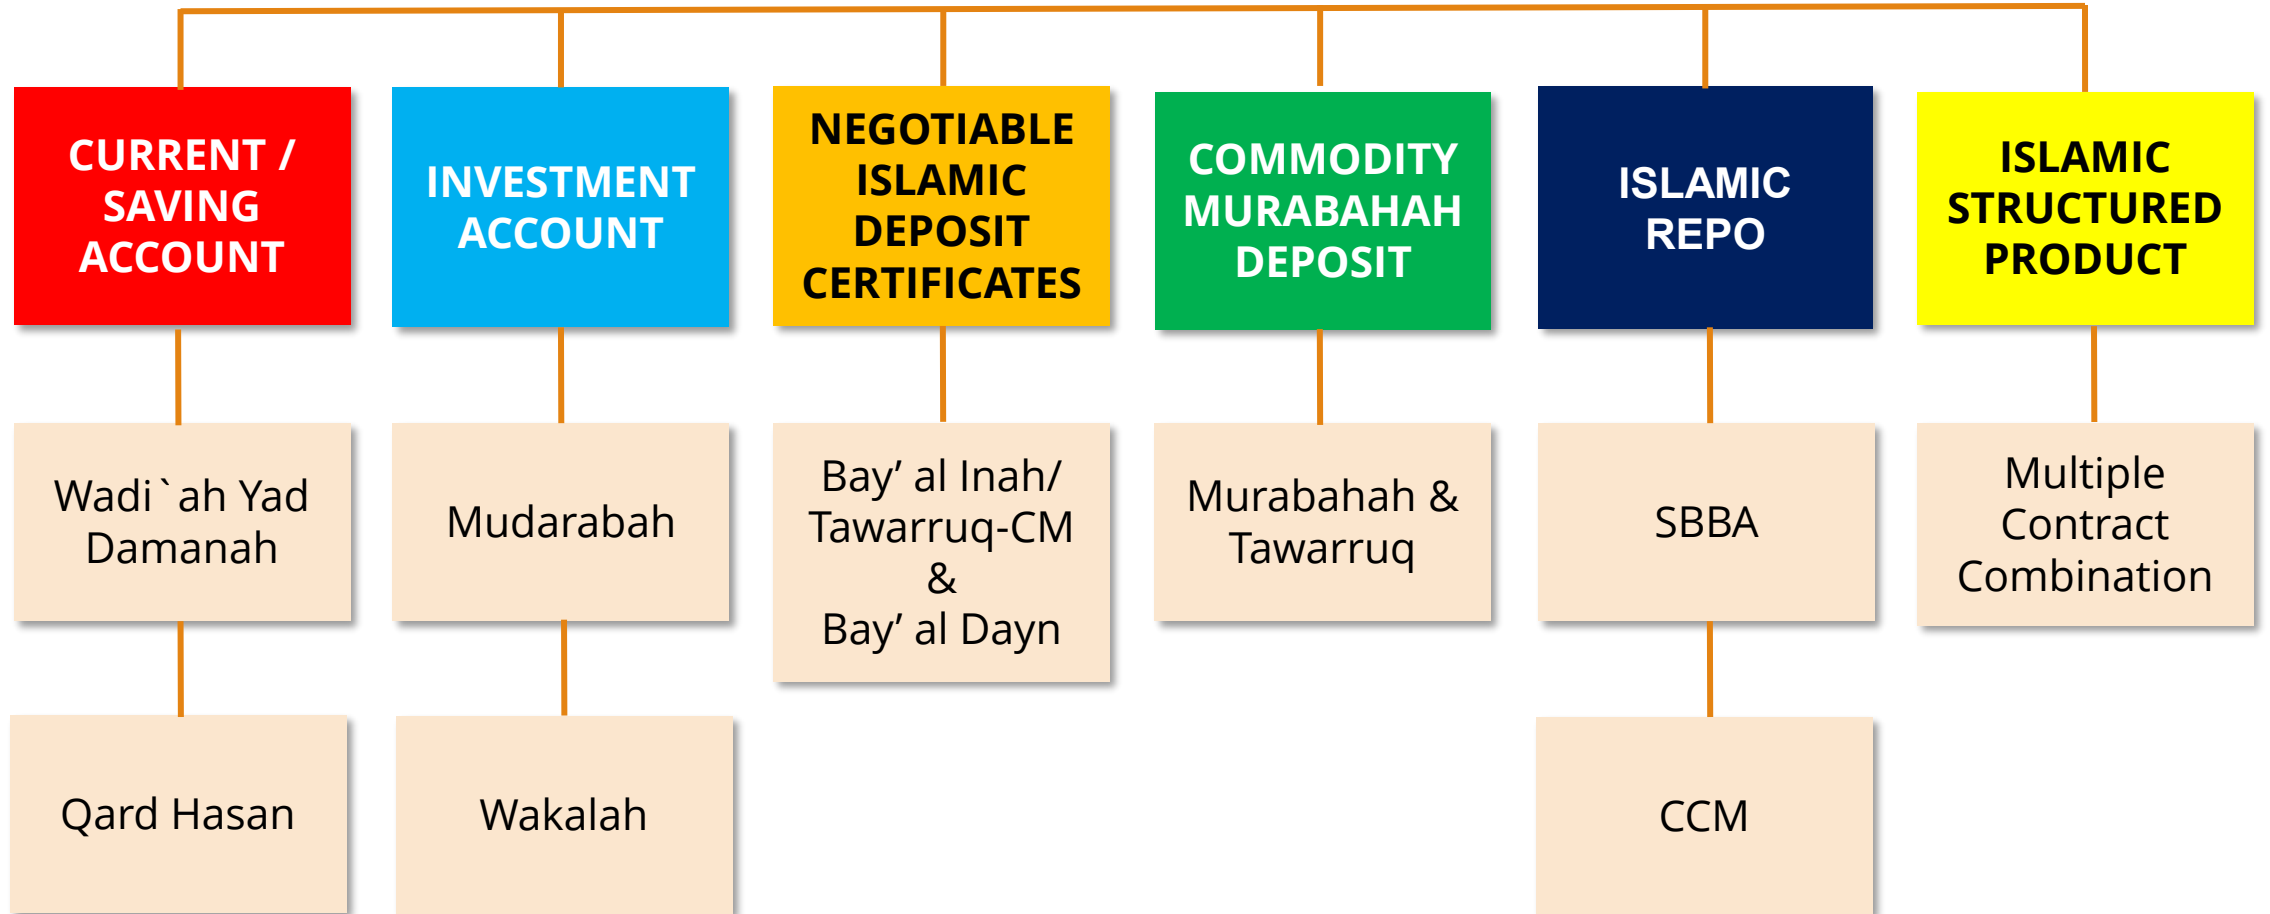 CURRENT /
SAVING
ACCOUNT
INVESTMENT
ACCOUNT
NEGOTIABLE
ISLAMIC
DEPOSIT
CERTIFICATES
COMMODITY
MURABAHAH
DEPOSIT
ISLAMIC
REPO
ISLAMIC
STRUCTURED
PRODUCT
Wadi`ah Yad
Damanah
Mudarabah
Bay’ al Inah/
Tawarruq-CM
&
Bay’ al Dayn
Murabahah &
Tawarruq
SBBA
Multiple
Contract
Combination
Qard Hasan
Wakalah
CCM